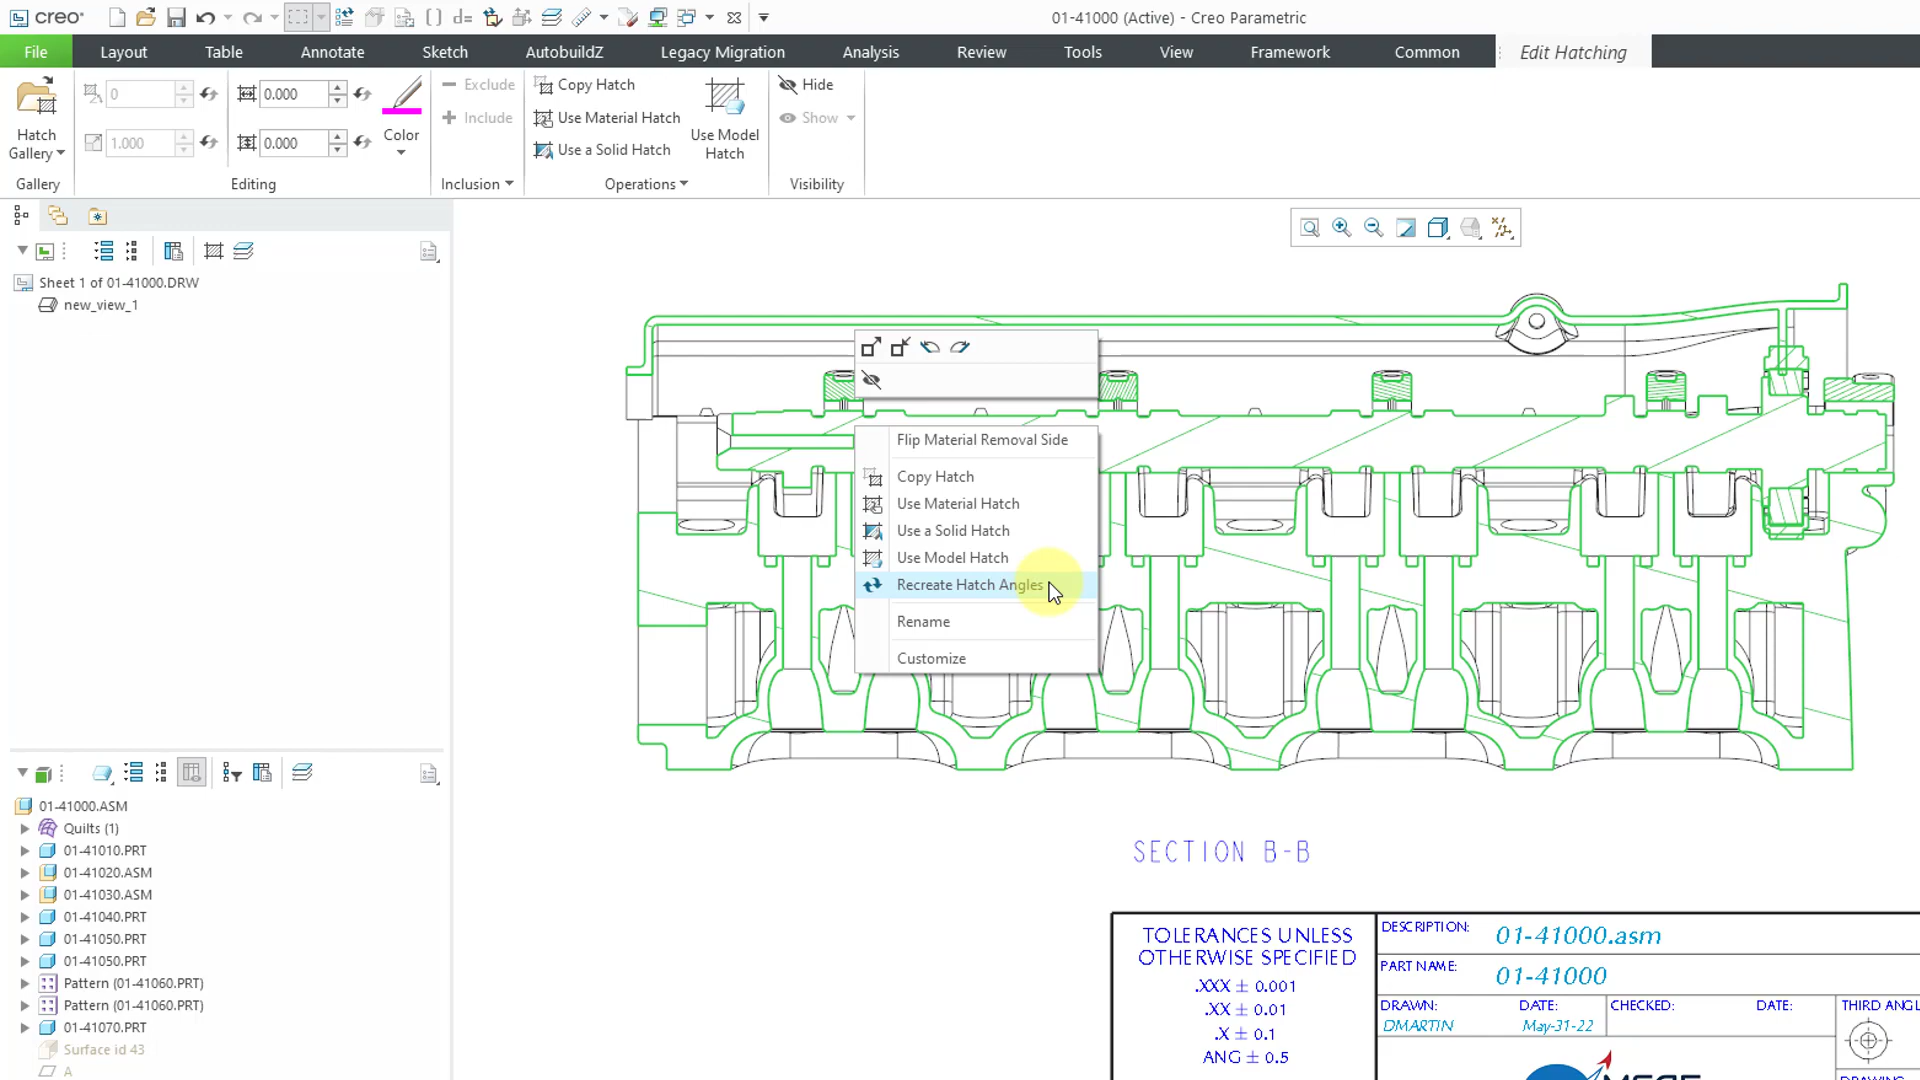 creo
01-41000 (Active) - Creo Parametric
File
Layout
Table
Annotate
Sketch
AutobuildZ
Legacy Migration
Analysis
Review
Tools
View
Framework
Common
Edit Hatching
Hatch
Gallery
0
1.000
0.000
0.000
Color
Exclude
Include
Copy Hatch
Use Material Hatch
Use a Solid Hatch
Use Model
Hatch
Hide
Show
Gallery
Editing
Inclusion
Operations
Visibility
Sheet 1 of 01-41000.DRW
new_view_1
Flip Material Removal Side
Copy Hatch
Use Material Hatch
Use a Solid Hatch
Use Model Hatch
Recreate Hatch Angles
Rename
Customize
01-41000.ASM
Quilts (1)
01-41010.PRT
01-41020.ASM
01-41030.ASM
01-41040.PRT
01-41050.PRT
01-41050.PRT
Pattern (01-41060.PRT)
Pattern (01-41060.PRT)
01-41070.PRT
Surface id 43
A
SECTION B-B
TOLERANCES UNLESS
OTHERWISE SPECIFIED
.XXX ± 0.001
.XX ± 0.01
.X ± 0.1
ANG ± 0.5
DESCRIPTION: 01-41000.asm
PART NAME: 01-41000
DRAWN: DATE: CHECKED: DATE: THIRD ANGL
DMARTIN May-31-22